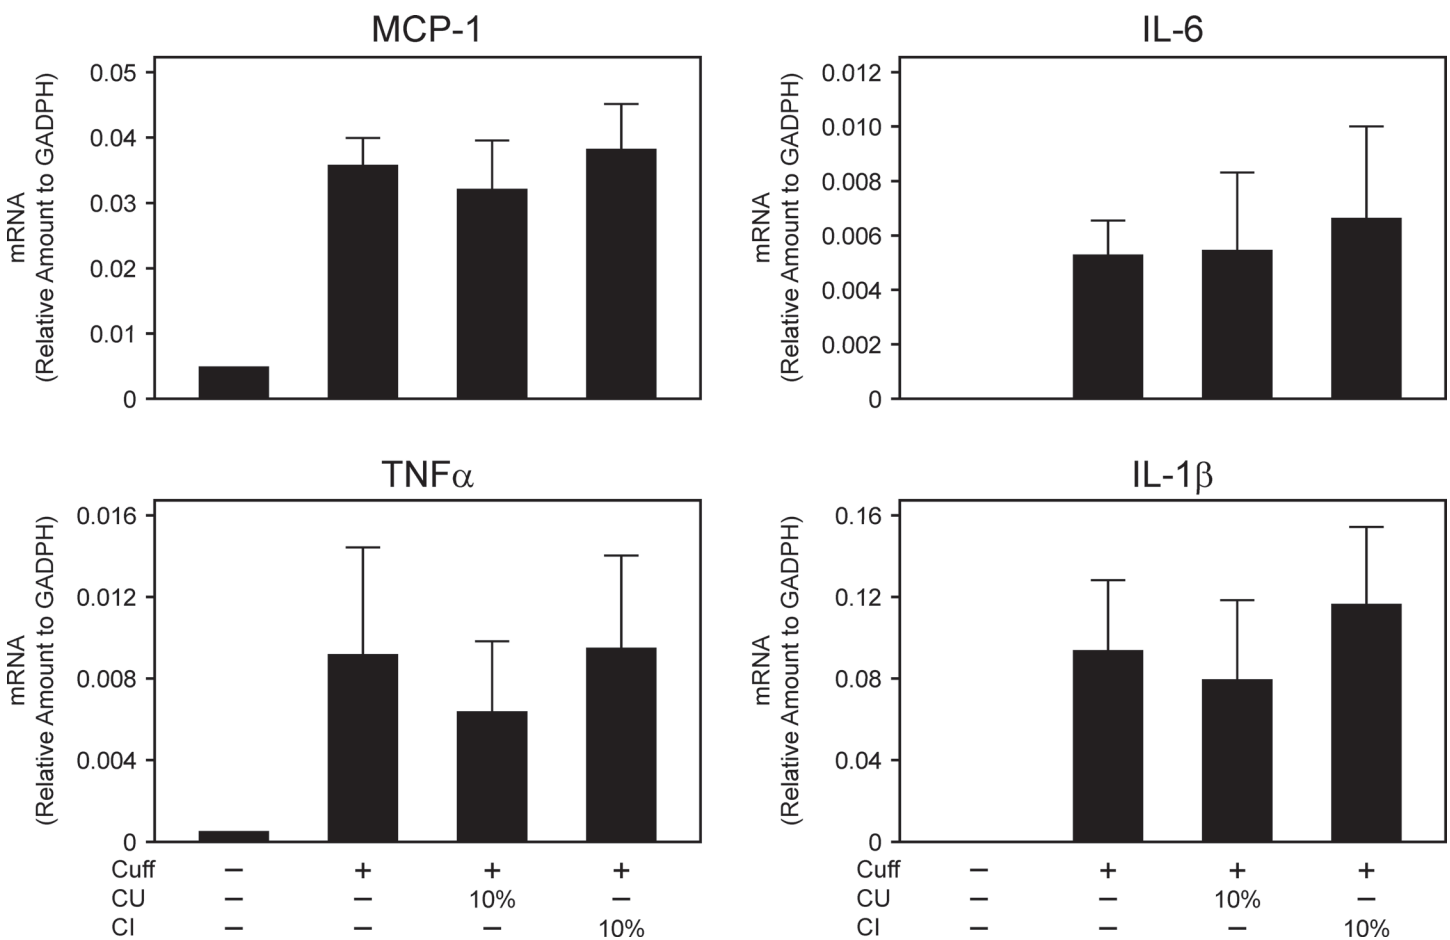 MCP-1
mRNA
(Relative Amount to GADPH)
0.05
0.04
0.03
0.02
0.01
0
IL-6
mRNA
(Relative Amount to GADPH)
0.012
0.010
0.008
0.006
0.004
0.002
0
TNFα
mRNA
(Relative Amount to GADPH)
0.016
0.012
0.008
0.004
0
Cuff – + + +
CU – – 10% –
CI – – – 10%
IL-1β
mRNA
(Relative Amount to GADPH)
0.16
0.12
0.08
0.04
0
Cuff – + + +
CU – – 10% –
CI – – – 10%